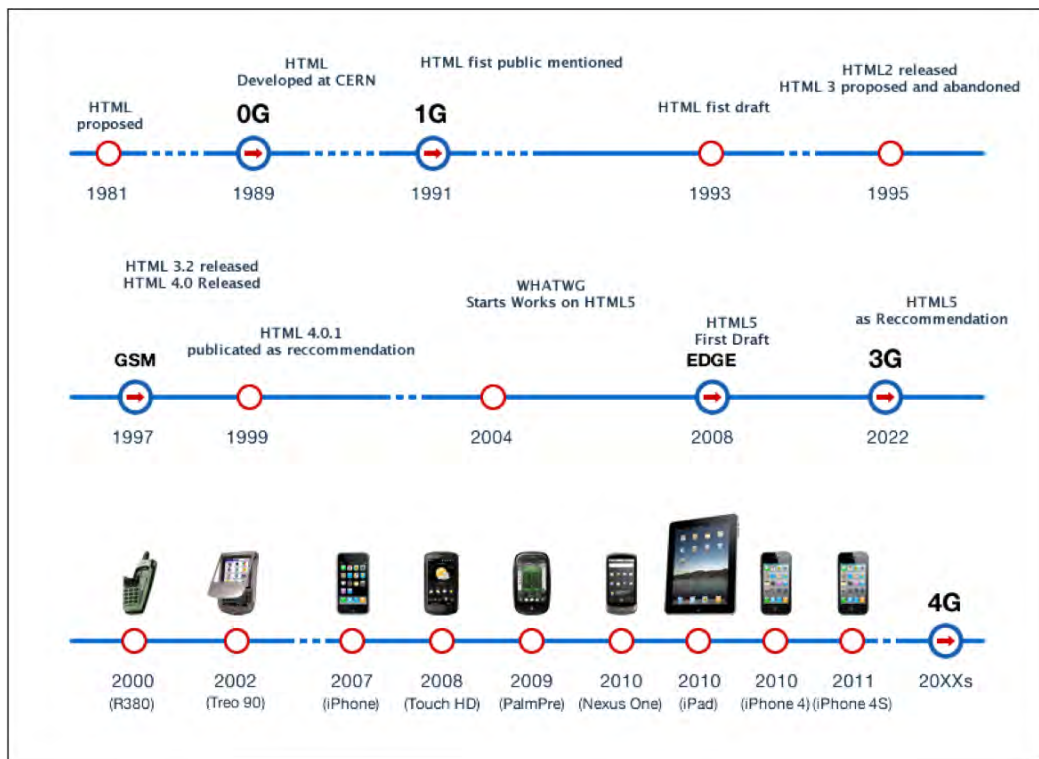 HTML
proposed
0G
HTML
Developed at CERN
1G
HTML fist public mentioned
HTML fist draft
HTML2 released
HTML 3 proposed and abandoned
1981
1989
1991
1993
1995
HTML 3.2 released
HTML 4.0 Released
GSM
HTML 4.0.1
publicated as reccommendation
WHATWG
Starts Works on HTML5
HTML5
First Draft
EDGE
HTML5
as Reccommendation
3G
1997
1999
2004
2008
2022
4G
2000
(R380)
2002
(Treo 90)
2007
(iPhone)
2008
(Touch HD)
2009
(PalmPre)
2010
(Nexus One)
2010
(iPad)
2010
(iPhone 4)
2011
(iPhone 4S)
20XXs